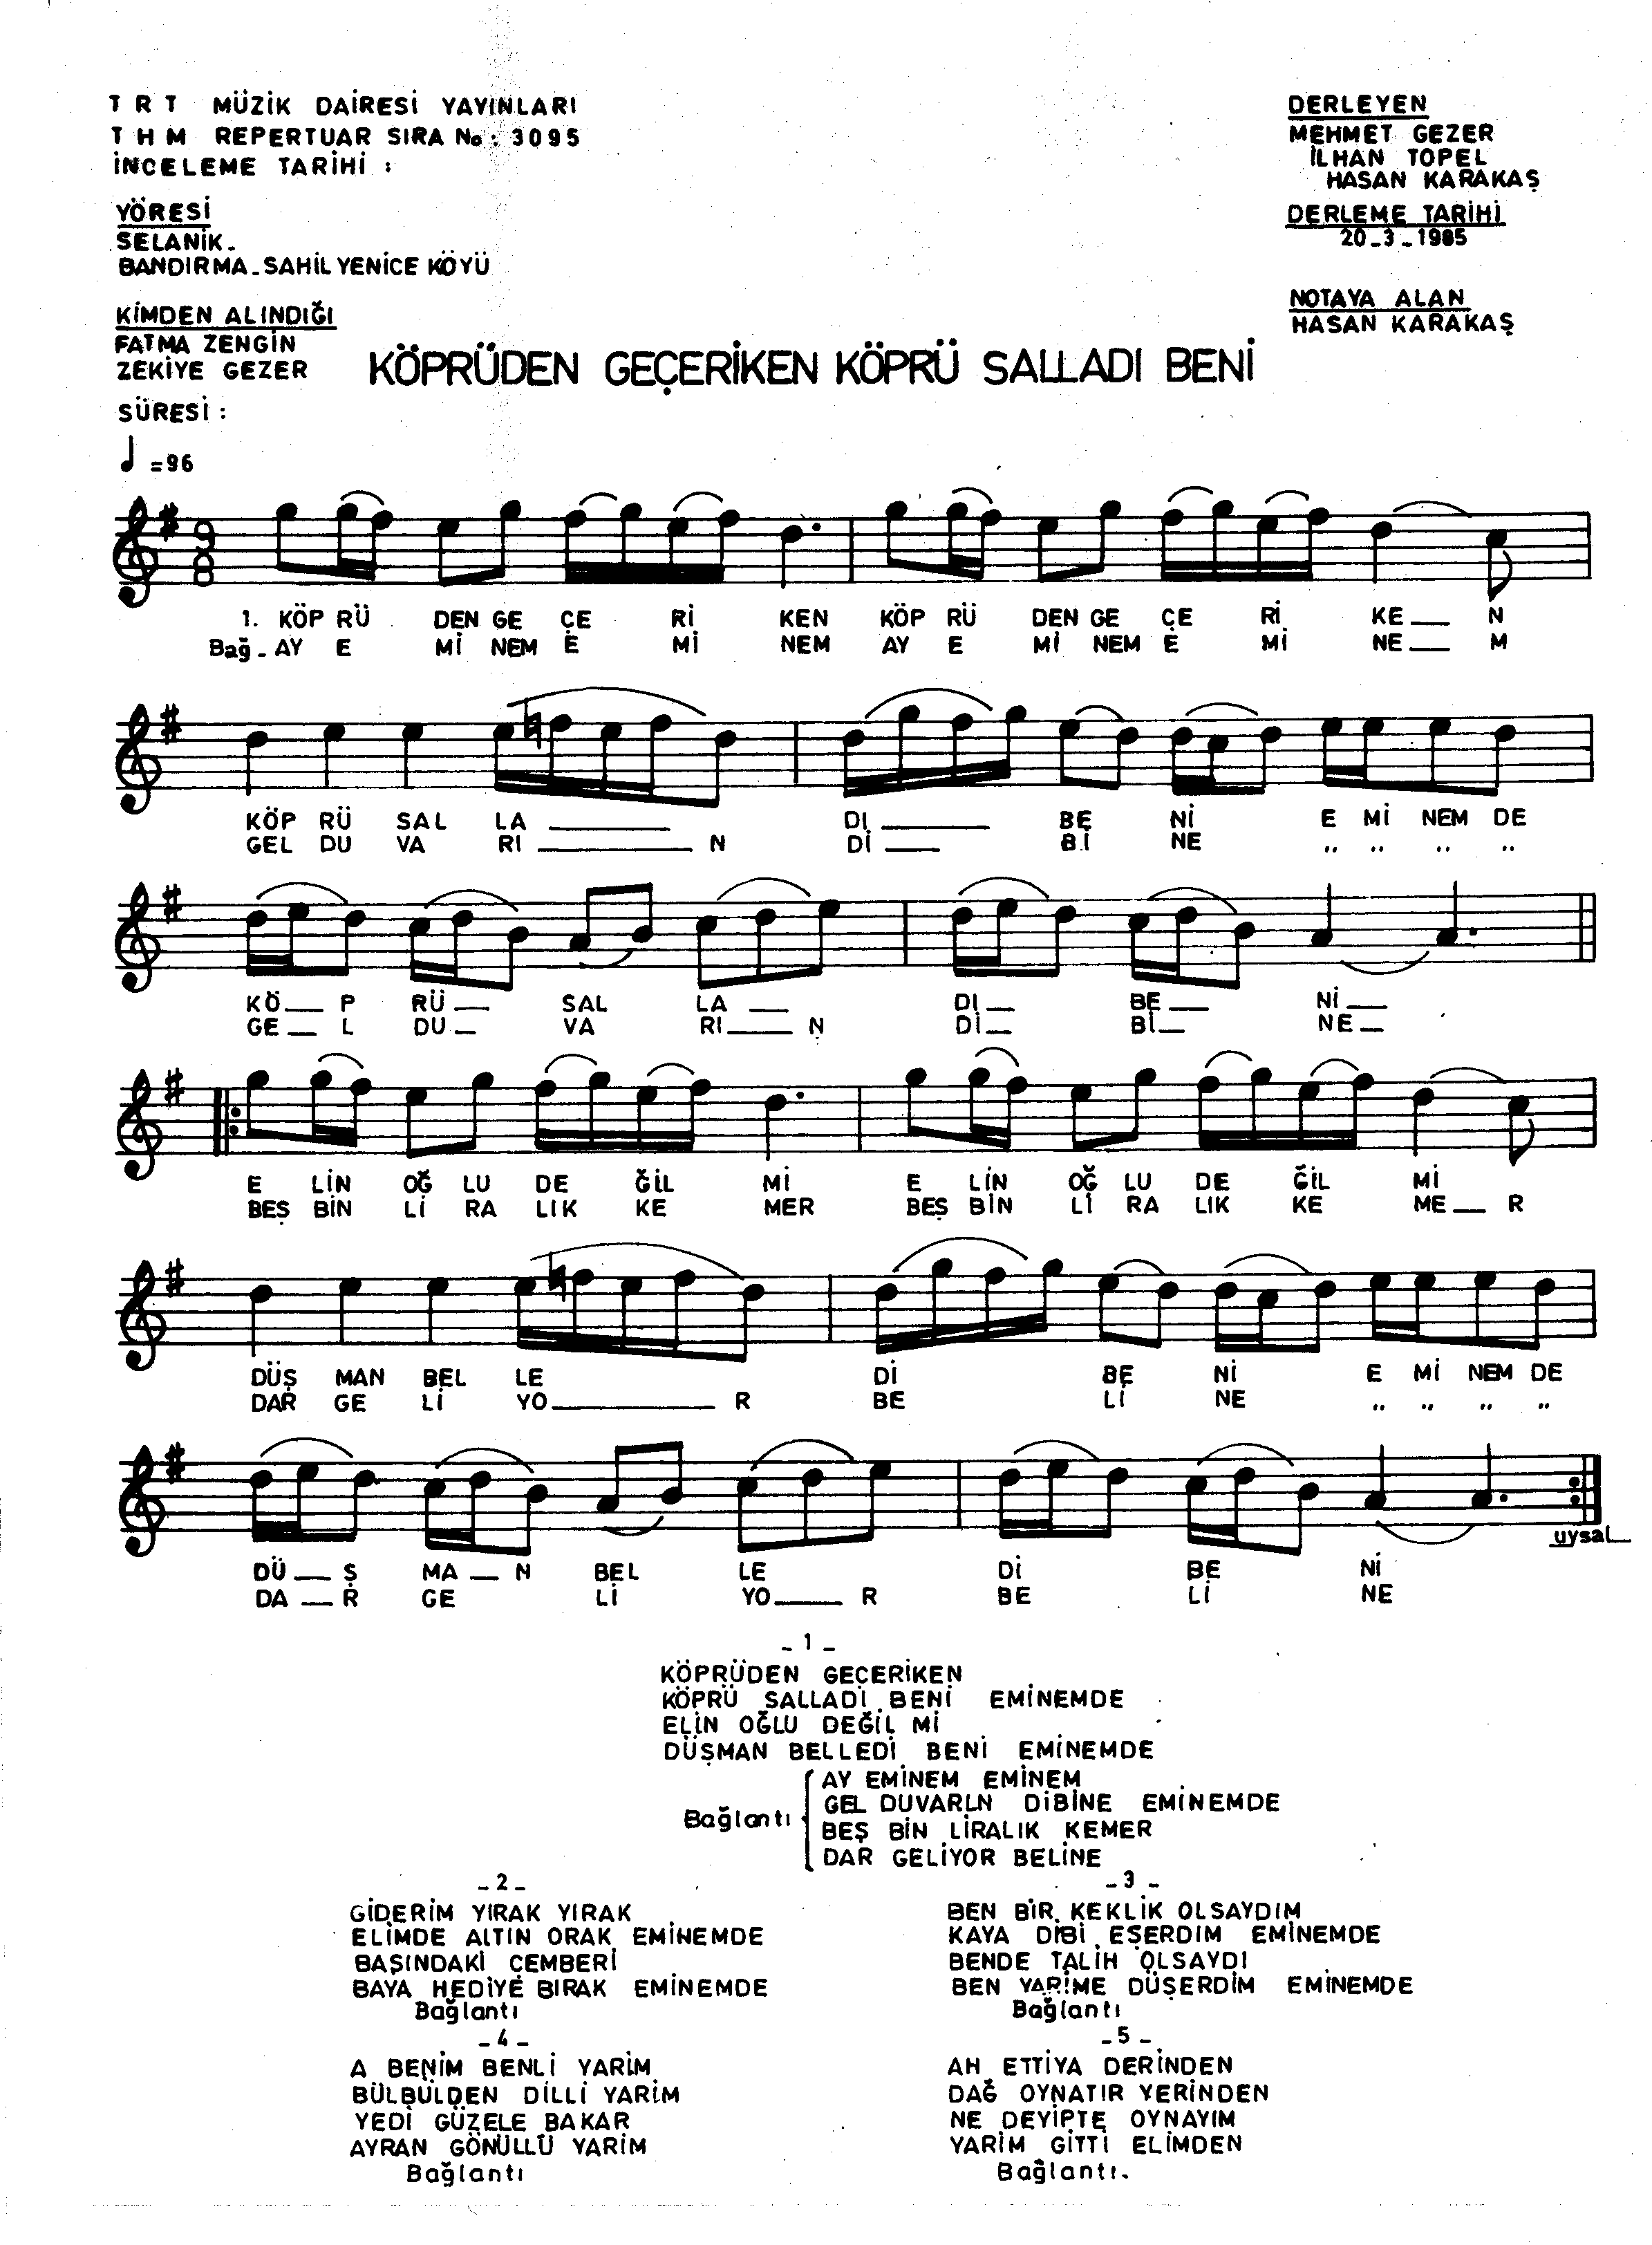 T R T MÜZİK DAİRESİ YAYINLARI
T H M REPERTUAR SIRA No : 3095
İNCELEME TARİHİ :
YÖRESİ
SELANİK-
BANDIRMA-SAHİL YENİCE KÖYÜ
KİMDEN ALINDIĞI
FATMA ZENGİN
ZEKİYE GEZER
SÜRESİ :
DERLEYEN
MEHMET GEZER
İLHAN TOPEL
HASAN KARAKAŞ
DERLEME TARİHİ
20-3-1985
NOTAYA ALAN
HASAN KARAKAŞ
KÖPRÜDEN GEÇERİKEN KÖPRÜ SALLADI BENİ
=96
1. KÖP RÜ DEN GE ÇE Rİ KEN KÖP RÜ DEN GE ÇE Rİ KE__ N
Bağ- AY E Mİ NEM E Mİ NEM AY E Mİ NEM E Mİ NE__ M
KÖP RÜ SAL LA ____ DI ____ BE Nİ E Mİ NEM DE
GEL DU VA RI ____ N Dİ __ Bİ NE ,, ,, ,, ,,
KÖ__ P RÜ__ SAL LA __ DI__ BE__ Nİ__
GE__ L DU__ VA RI__ N Dİ__ Bİ__ NE__
E LİN OĞ LU DE ĞİL Mİ E LİN OĞ LU DE ĞİL Mİ
BEŞ BİN Lİ RA LIK KE MER BEŞ BİN Lİ RA LIK KE ME__ R
DÜŞ MAN BEL LE Dİ BE Nİ E Mİ NEM DE
DAR GE Lİ YO____ R BE Lİ NE ,, ,, ,, ,,
DÜ__ Ş MA__ N BEL LE Dİ BE Nİ
DA__ R GE Lİ YO__ R BE Lİ NE
uysal
- 1 -
KÖPRÜDEN GEÇERİKEN
KÖPRÜ SALLADI BENİ EMİNEMDE
ELİN OĞLU DEĞİL Mİ
DÜŞMAN BELLEDİ BENİ EMİNEMDE
Bağlantı
AY EMİNEM EMİNEM
GEL DUVARIN DİBİNE EMİNEMDE
BEŞ BİN LİRALIK KEMER
DAR GELİYOR BELİNE
- 2 -
GİDERİM YIRAK YIRAK
ELİMDE ALTIN ORAK EMİNEMDE
BAŞINDAKİ ÇEMBERİ
BAYA HEDİYE BIRAK EMİNEMDE
Bağlantı
- 3 -
BEN BİR KEKLİK OLSAYDIM
KAYA DİBİ EŞERDİM EMİNEMDE
BENDE TALİH OLSAYDI
BEN YARİME DÜŞERDİM EMİNEMDE
Bağlantı
- 4 -
A BENİM BENLİ YARİM
BÜLBÜLDEN DİLLİ YARİM
YEDİ GÜZELE BAKAR
AYRAN GÖNÜLLÜ YARİM
Bağlantı
- 5 -
AH ETTİYA DERİNDEN
DAĞ OYNATIR YERİNDEN
NE DEYİPTE OYNAYIM
YARİM GİTTİ ELİMDEN
Bağlantı.